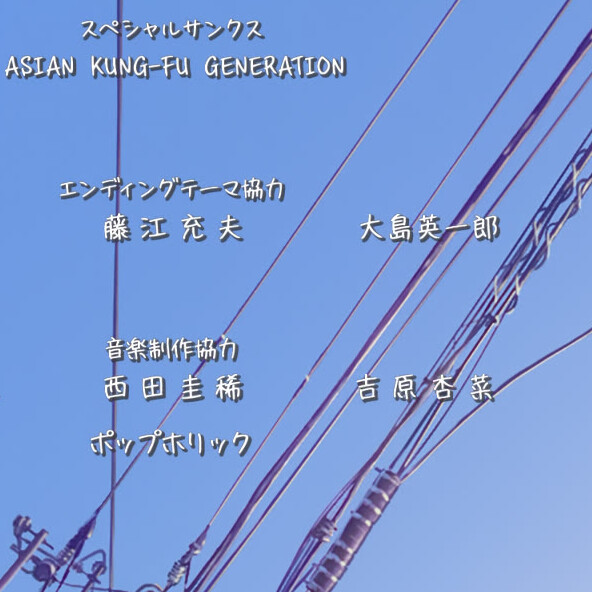 スペシャルサンクス
ASIAN KUNG-FU GENERATION
エンディングテーマ協力
藤江充夫 大島英一郎
音楽制作協力
西田圭稀 吉原杏菜
ポップホリック